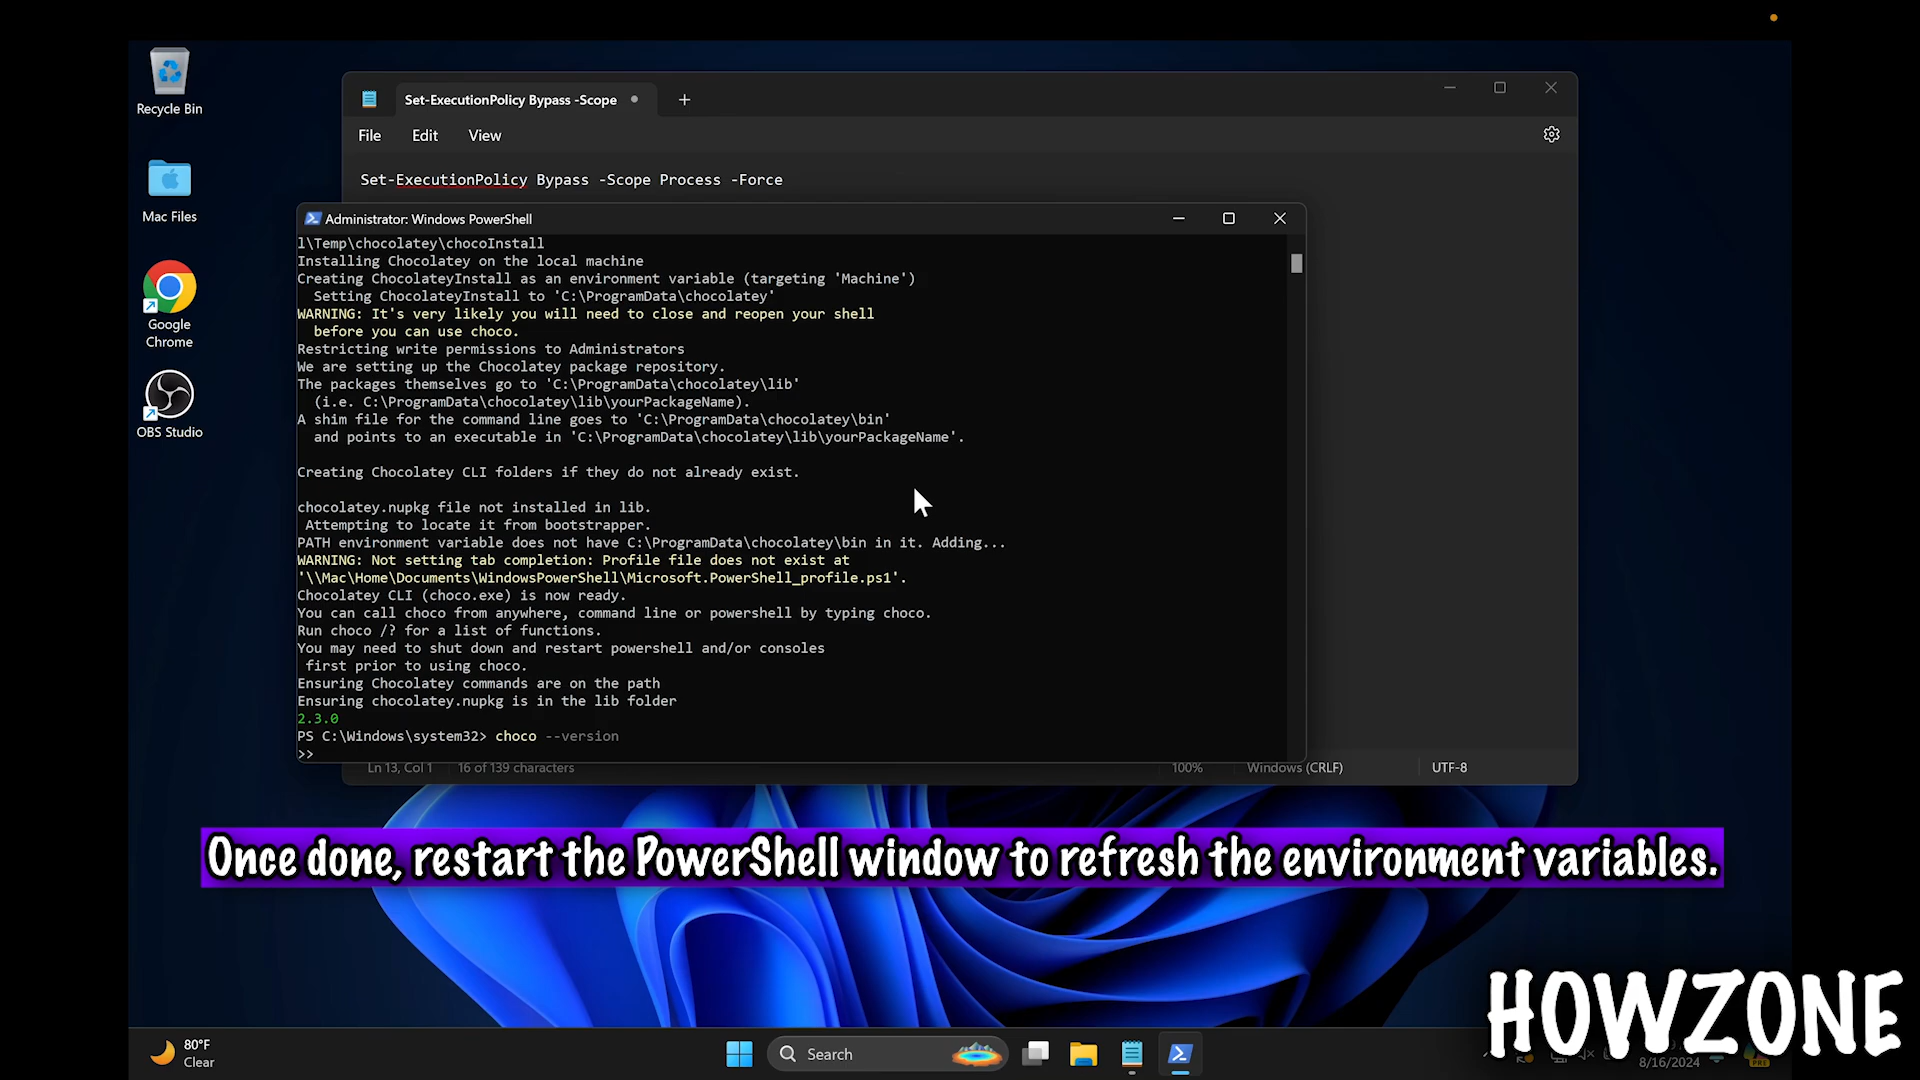 Recycle Bin
Mac Files
Google
Chrome
OBS Studio
Set-ExecutionPolicy Bypass -Scope
File Edit View
Set-ExecutionPolicy Bypass -Scope Process -Force
Administrator: Windows PowerShell
l\Temp\chocolatey\chocoInstall
Installing Chocolatey on the local machine
Creating ChocolateyInstall as an environment variable (targeting 'Machine')
Setting ChocolateyInstall to 'C:\ProgramData\chocolatey'
WARNING: It's very likely you will need to close and reopen your shell
before you can use choco.
Restricting write permissions to Administrators
We are setting up the Chocolatey package repository.
The packages themselves go to 'C:\ProgramData\chocolatey\lib'
(i.e. C:\ProgramData\chocolatey\lib\yourPackageName).
A shim file for the command line goes to 'C:\ProgramData\chocolatey\bin'
and points to an executable in 'C:\ProgramData\chocolatey\lib\yourPackageName'.
Creating Chocolatey CLI folders if they do not already exist.
chocolatey.nupkg file not installed in lib.
Attempting to locate it from bootstrapper.
PATH environment variable does not have C:\ProgramData\chocolatey\bin in it. Adding...
WARNING: Not setting tab completion: Profile file does not exist at
'\\Mac\Home\Documents\WindowsPowerShell\Microsoft.PowerShell_profile.ps1'.
Chocolatey CLI (choco.exe) is now ready.
You can call choco from anywhere, command line or powershell by typing choco.
Run choco /? for a list of functions.
You may need to shut down and restart powershell and/or consoles
first prior to using choco.
Ensuring Chocolatey commands are on the path
Ensuring chocolatey.nupkg is in the lib folder
2.3.0
PS C:\Windows\system32> choco --version
>>
Ln 13, Col 1 16 of 139 characters 100% Windows (CRLF) UTF-8
Once done, restart the PowerShell window to refresh the environment variables.
HOWZONE
80°F
Clear
Search
8/16/2024